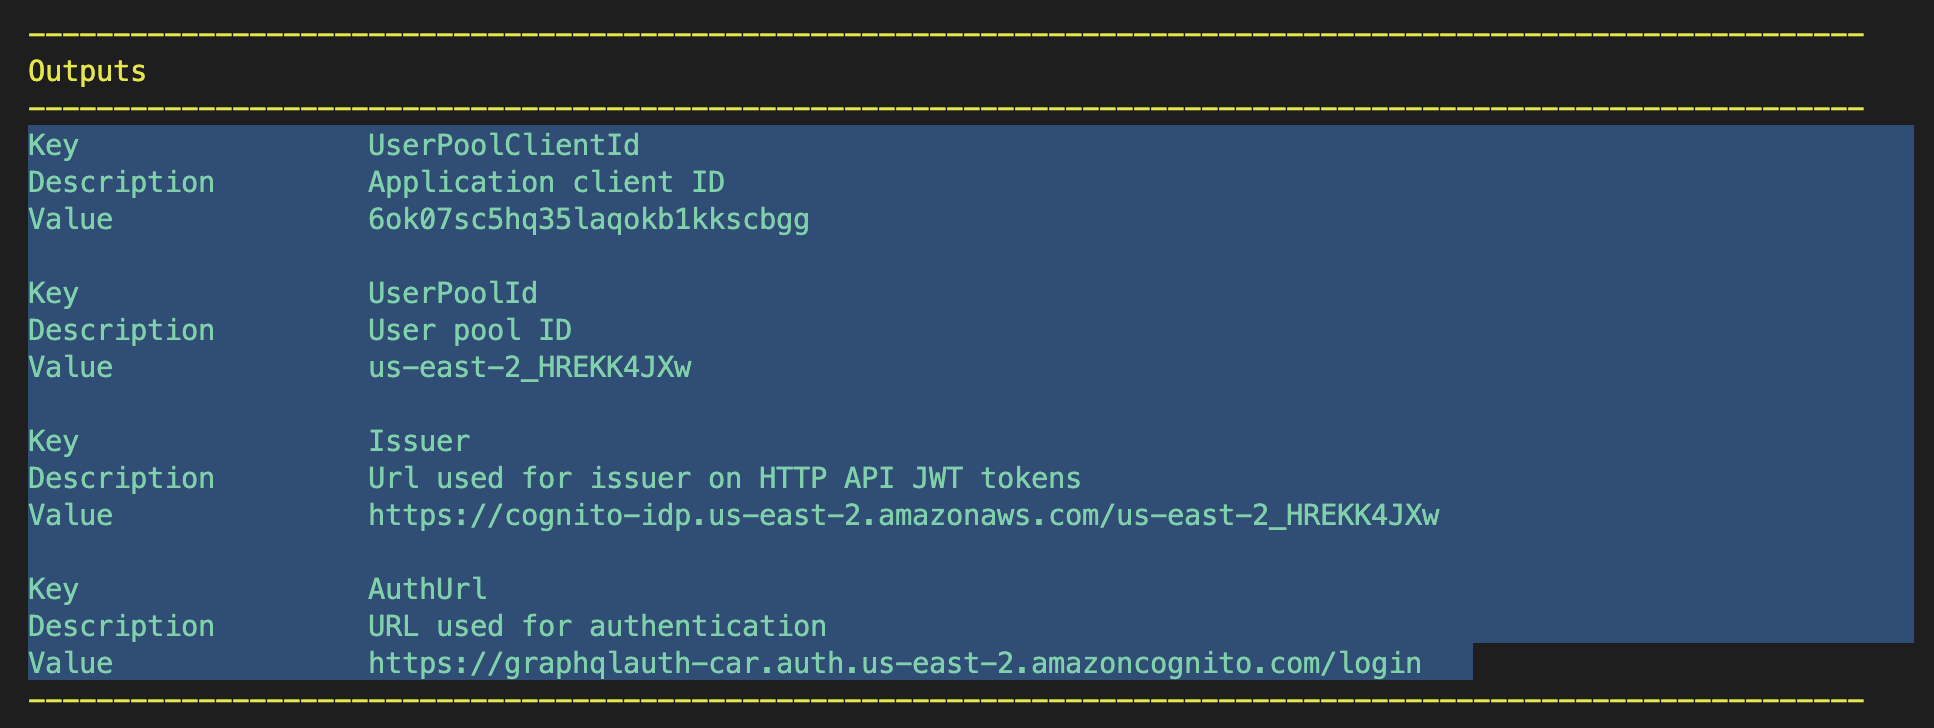 Outputs
Key UserPoolClientId
Description Application client ID
Value 6ok07sc5hq35laqokb1kkscbgg
Key UserPoolId
Description User pool ID
Value us-east-2_HREKK4JXw
Key Issuer
Description Url used for issuer on HTTP API JWT tokens
Value https://cognito-idp.us-east-2.amazonaws.com/us-east-2_HREKK4JXw
Key AuthUrl
Description URL used for authentication
Value https://graphqlauth-car.auth.us-east-2.amazoncognito.com/login